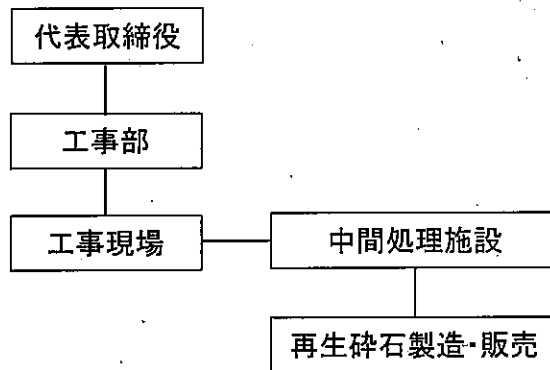 代表取締役
工事部
工事現場
中間処理施設
再生砕石製造・販売